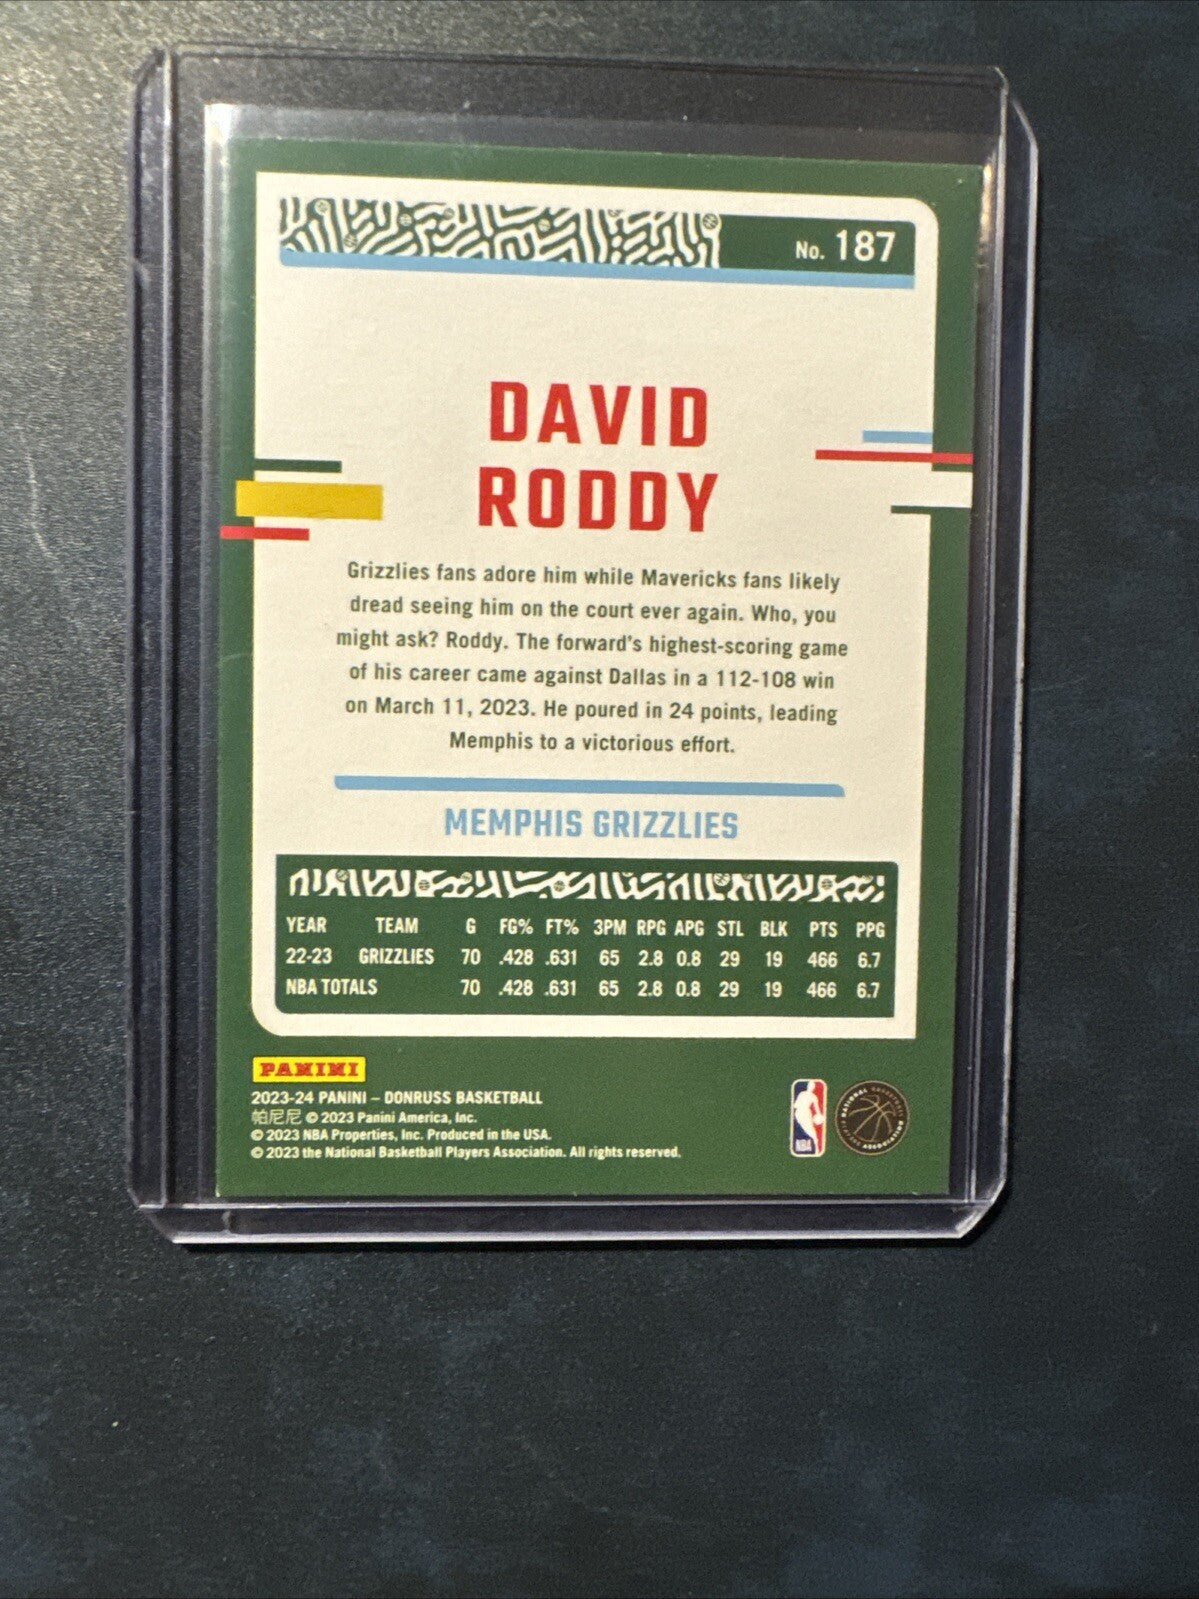 No. 187
DAVID
RODDY
Grizzlies fans adore him while Mavericks fans likely
dread seeing him on the court ever again. Who, you
might ask? Roddy. The forward's highest-scoring game
of his career came against Dallas in a 112-108 win
on March 11, 2023. He poured in 24 points, leading
Memphis to a victorious effort.
MEMPHIS GRIZZLIES
YEAR TEAM G FG% FT% 3PM RPG APG STL BLK PTS PPG
22-23 GRIZZLIES 70 .428 .631 65 2.8 0.8 29 19 466 6.7
NBA TOTALS 70 .428 .631 65 2.8 0.8 29 19 466 6.7
PANINI
2023-24 PANINI – DONRUSS BASKETBALL
帕尼尼 © 2023 Panini America, Inc.
© 2023 NBA Properties, Inc. Produced in the USA.
© 2023 the National Basketball Players Association. All rights reserved.
NBA
NATIONAL BASKETBALL PLAYERS ASSOCIATION